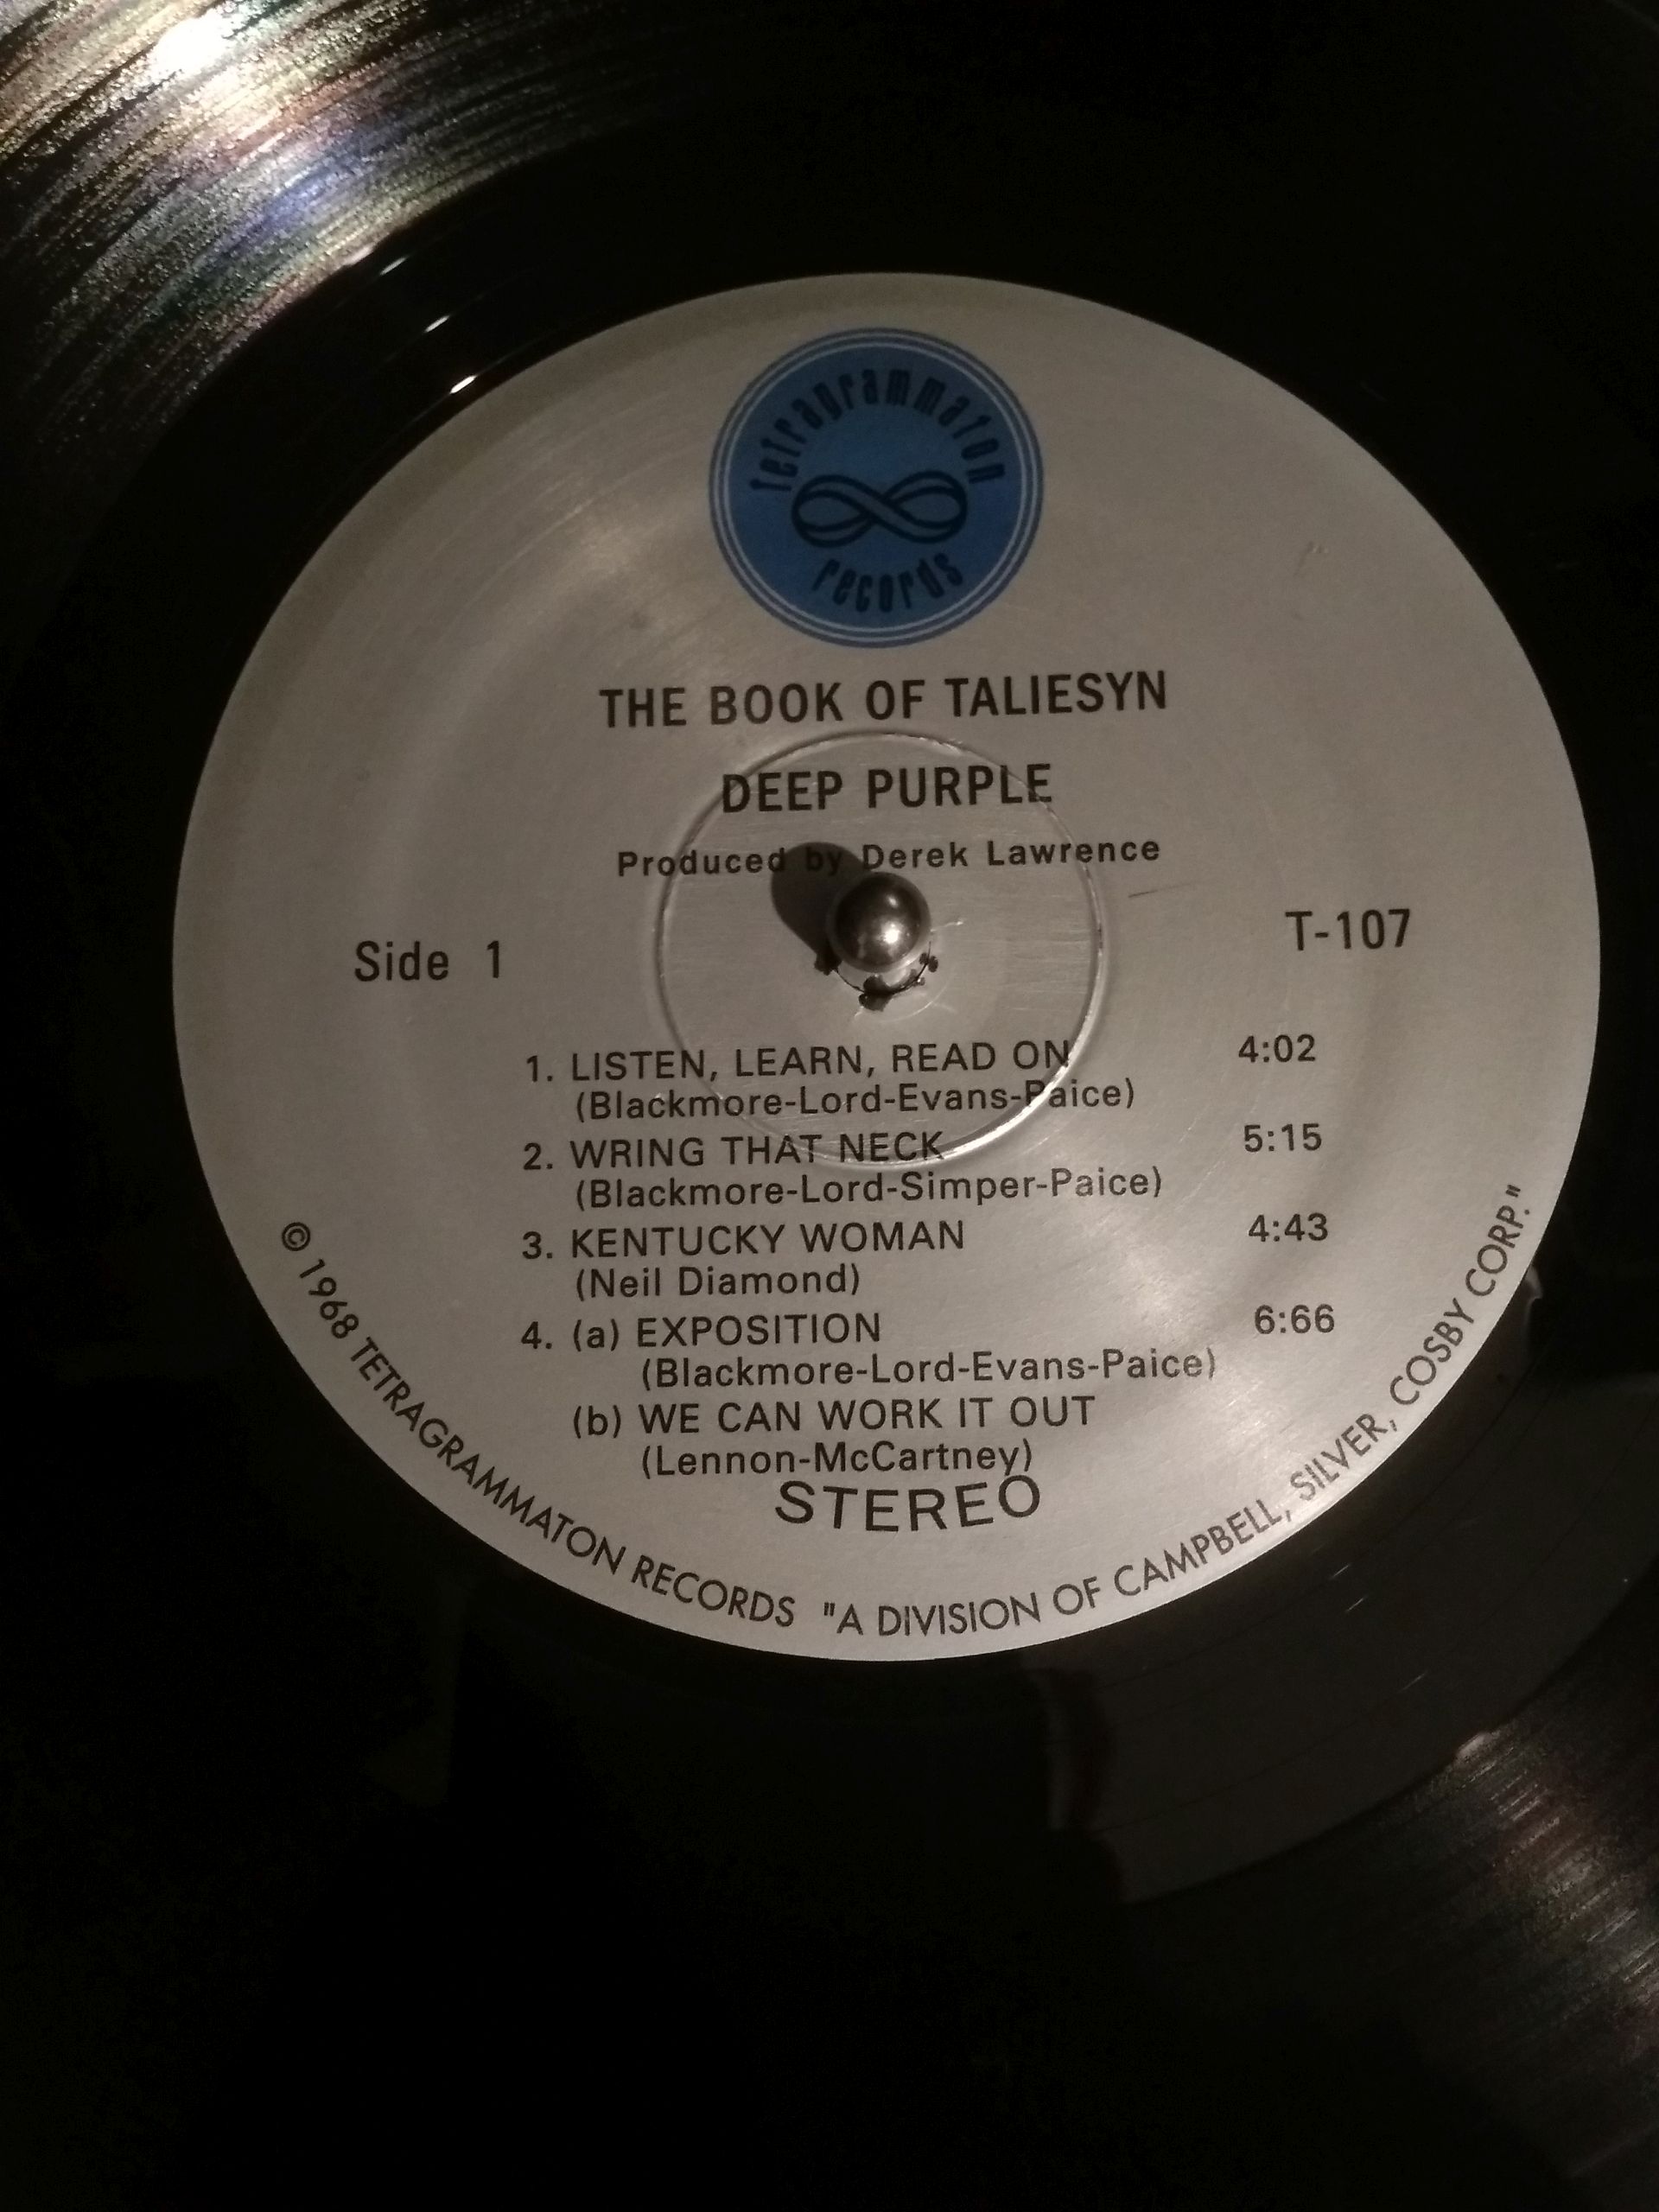 tetragrammaton
records
THE BOOK OF TALIESYN
DEEP PURPLE
Produced by Derek Lawrence
Side 1
T-107
1. LISTEN, LEARN, READ ON 4:02
(Blackmore-Lord-Evans-Paice)
2. WRING THAT NECK 5:15
(Blackmore-Lord-Simper-Paice)
3. KENTUCKY WOMAN 4:43
(Neil Diamond)
4. (a) EXPOSITION 6:66
(Blackmore-Lord-Evans-Paice)
(b) WE CAN WORK IT OUT
(Lennon-McCartney)
STEREO
© 1968 TETRAGRAMMATON RECORDS "A DIVISION OF CAMPBELL, SILVER, COSBY CORP."